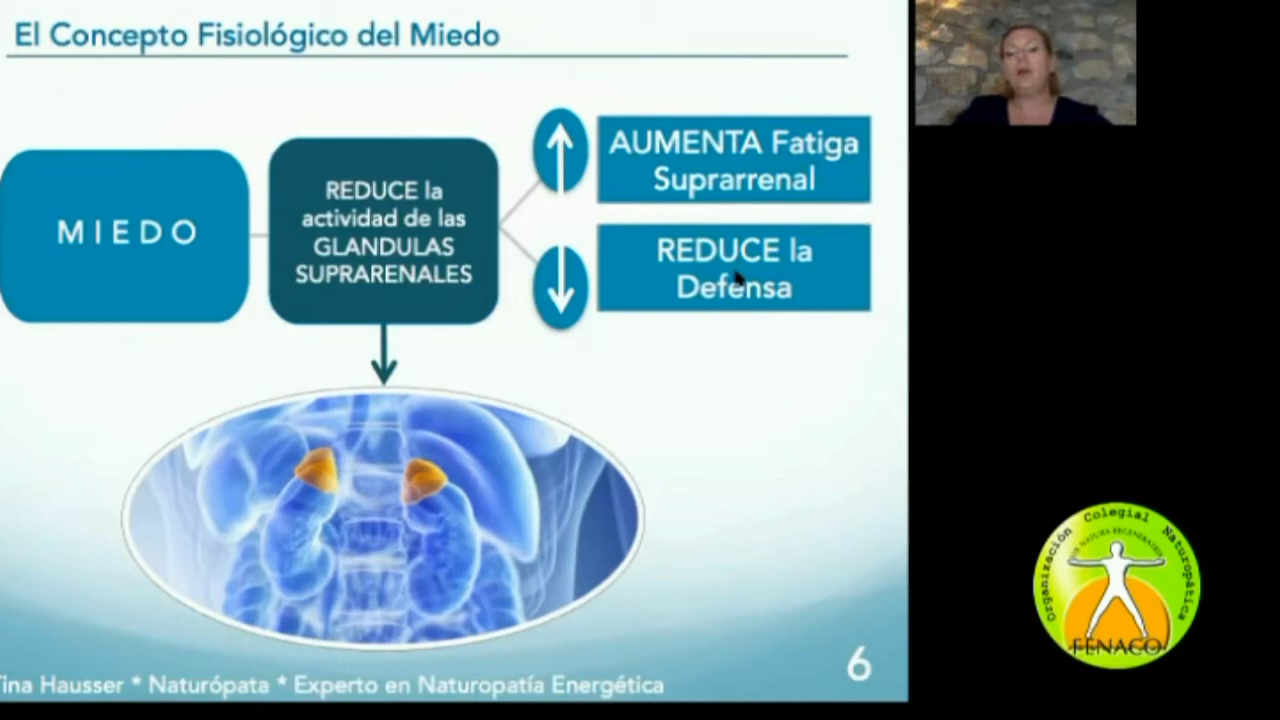 El Concepto Fisiológico del Miedo
MIEDO
REDUCE la
actividad de las
GLANDULAS
SUPRARENALES
AUMENTA Fatiga
Suprarrenal
REDUCE la
Defensa
Tina Hausser * Naturópata * Experto en Naturopatía Energética
6
Organización Colegial Naturopática
FENACO